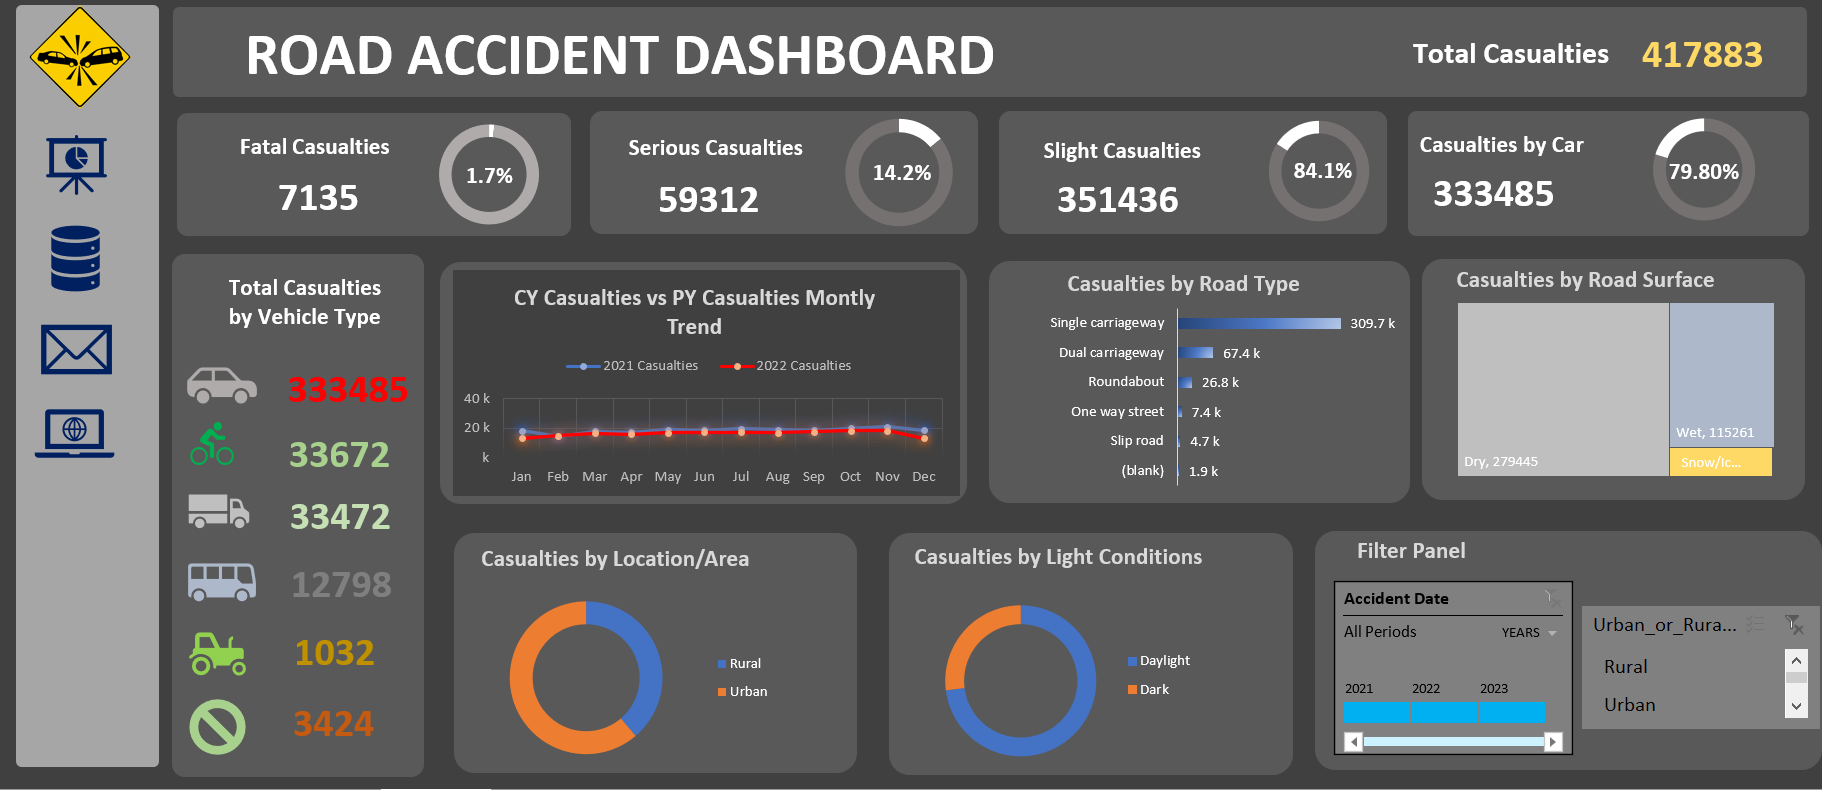 ROAD ACCIDENT DASHBOARD
Total Casualties 417883
Fatal Casualties
7135
1.7%
Serious Casualties
59312
14.2%
Slight Casualties
351436
84.1%
Casualties by Car
333485
79.80%
Total Casualties
by Vehicle Type
333485
33672
33472
12798
1032
3424
CY Casualties vs PY Casualties Montly
Trend
2021 Casualties 2022 Casualties
40 k
20 k
k
Jan Feb Mar Apr May Jun Jul Aug Sep Oct Nov Dec
Casualties by Road Type
Single carriageway 309.7 k
Dual carriageway 67.4 k
Roundabout 26.8 k
One way street 7.4 k
Slip road 4.7 k
(blank) 1.9 k
Casualties by Road Surface
Dry, 279445
Wet, 115261
Snow/Ic...
Casualties by Location/Area
Rural
Urban
Casualties by Light Conditions
Daylight
Dark
Filter Panel
Accident Date
All Periods YEARS
2021 2022 2023
Urban_or_Rura...
Rural
Urban